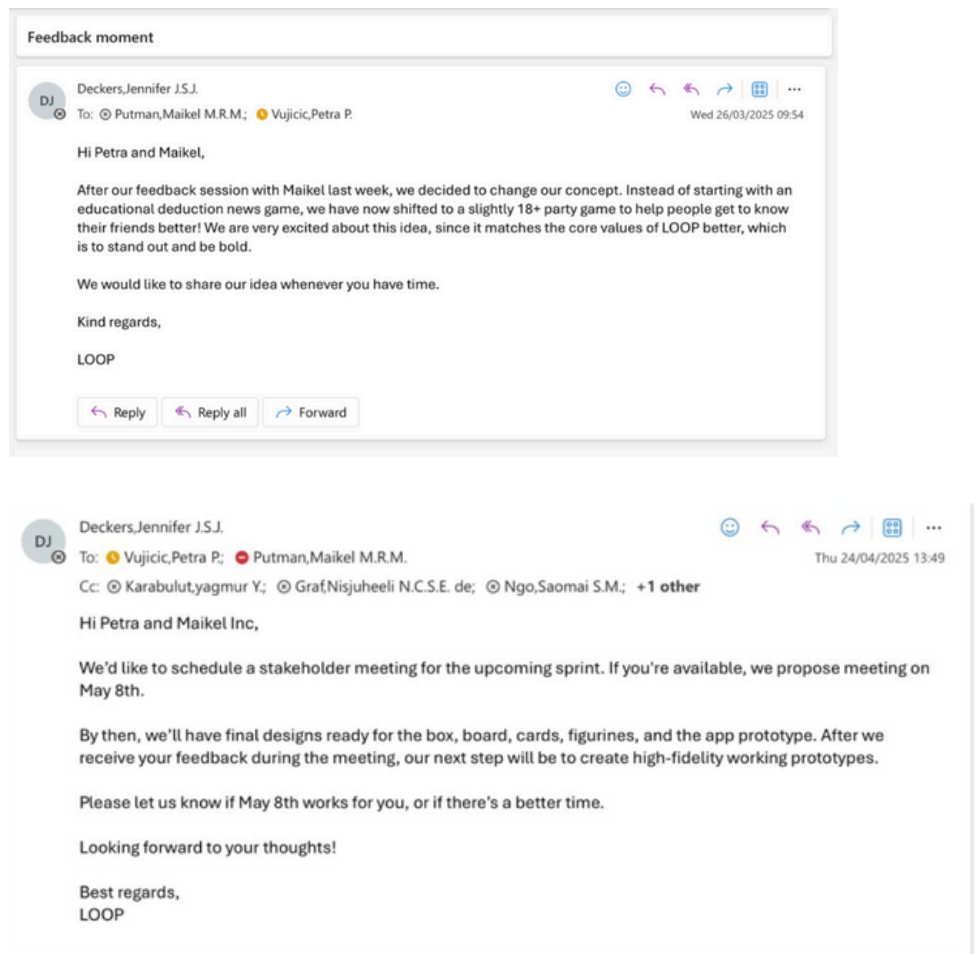 Feedback moment
DJ
Deckers,Jennifer J.S.J.
To: Putman,Maikel M.R.M.; Vujicic,Petra P.
Wed 26/03/2025 09:54
Hi Petra and Maikel,
After our feedback session with Maikel last week, we decided to change our concept. Instead of starting with an
educational deduction news game, we have now shifted to a slightly 18+ party game to help people get to know
their friends better! We are very excited about this idea, since it matches the core values of LOOP better, which
is to stand out and be bold.
We would like to share our idea whenever you have time.
Kind regards,
LOOP
Reply Reply all Forward
DJ
Deckers,Jennifer J.S.J.
To: Vujicic,Petra P.; Putman,Maikel M.R.M.
Thu 24/04/2025 13:49
Cc: Karabulut,yagmur Y.; Graf,Nisjuheeli N.C.S.E. de; Ngo,Saomai S.M.; +1 other
Hi Petra and Maikel Inc,
We'd like to schedule a stakeholder meeting for the upcoming sprint. If you're available, we propose meeting on
May 8th.
By then, we'll have final designs ready for the box, board, cards, figurines, and the app prototype. After we
receive your feedback during the meeting, our next step will be to create high-fidelity working prototypes.
Please let us know if May 8th works for you, or if there's a better time.
Looking forward to your thoughts!
Best regards,
LOOP